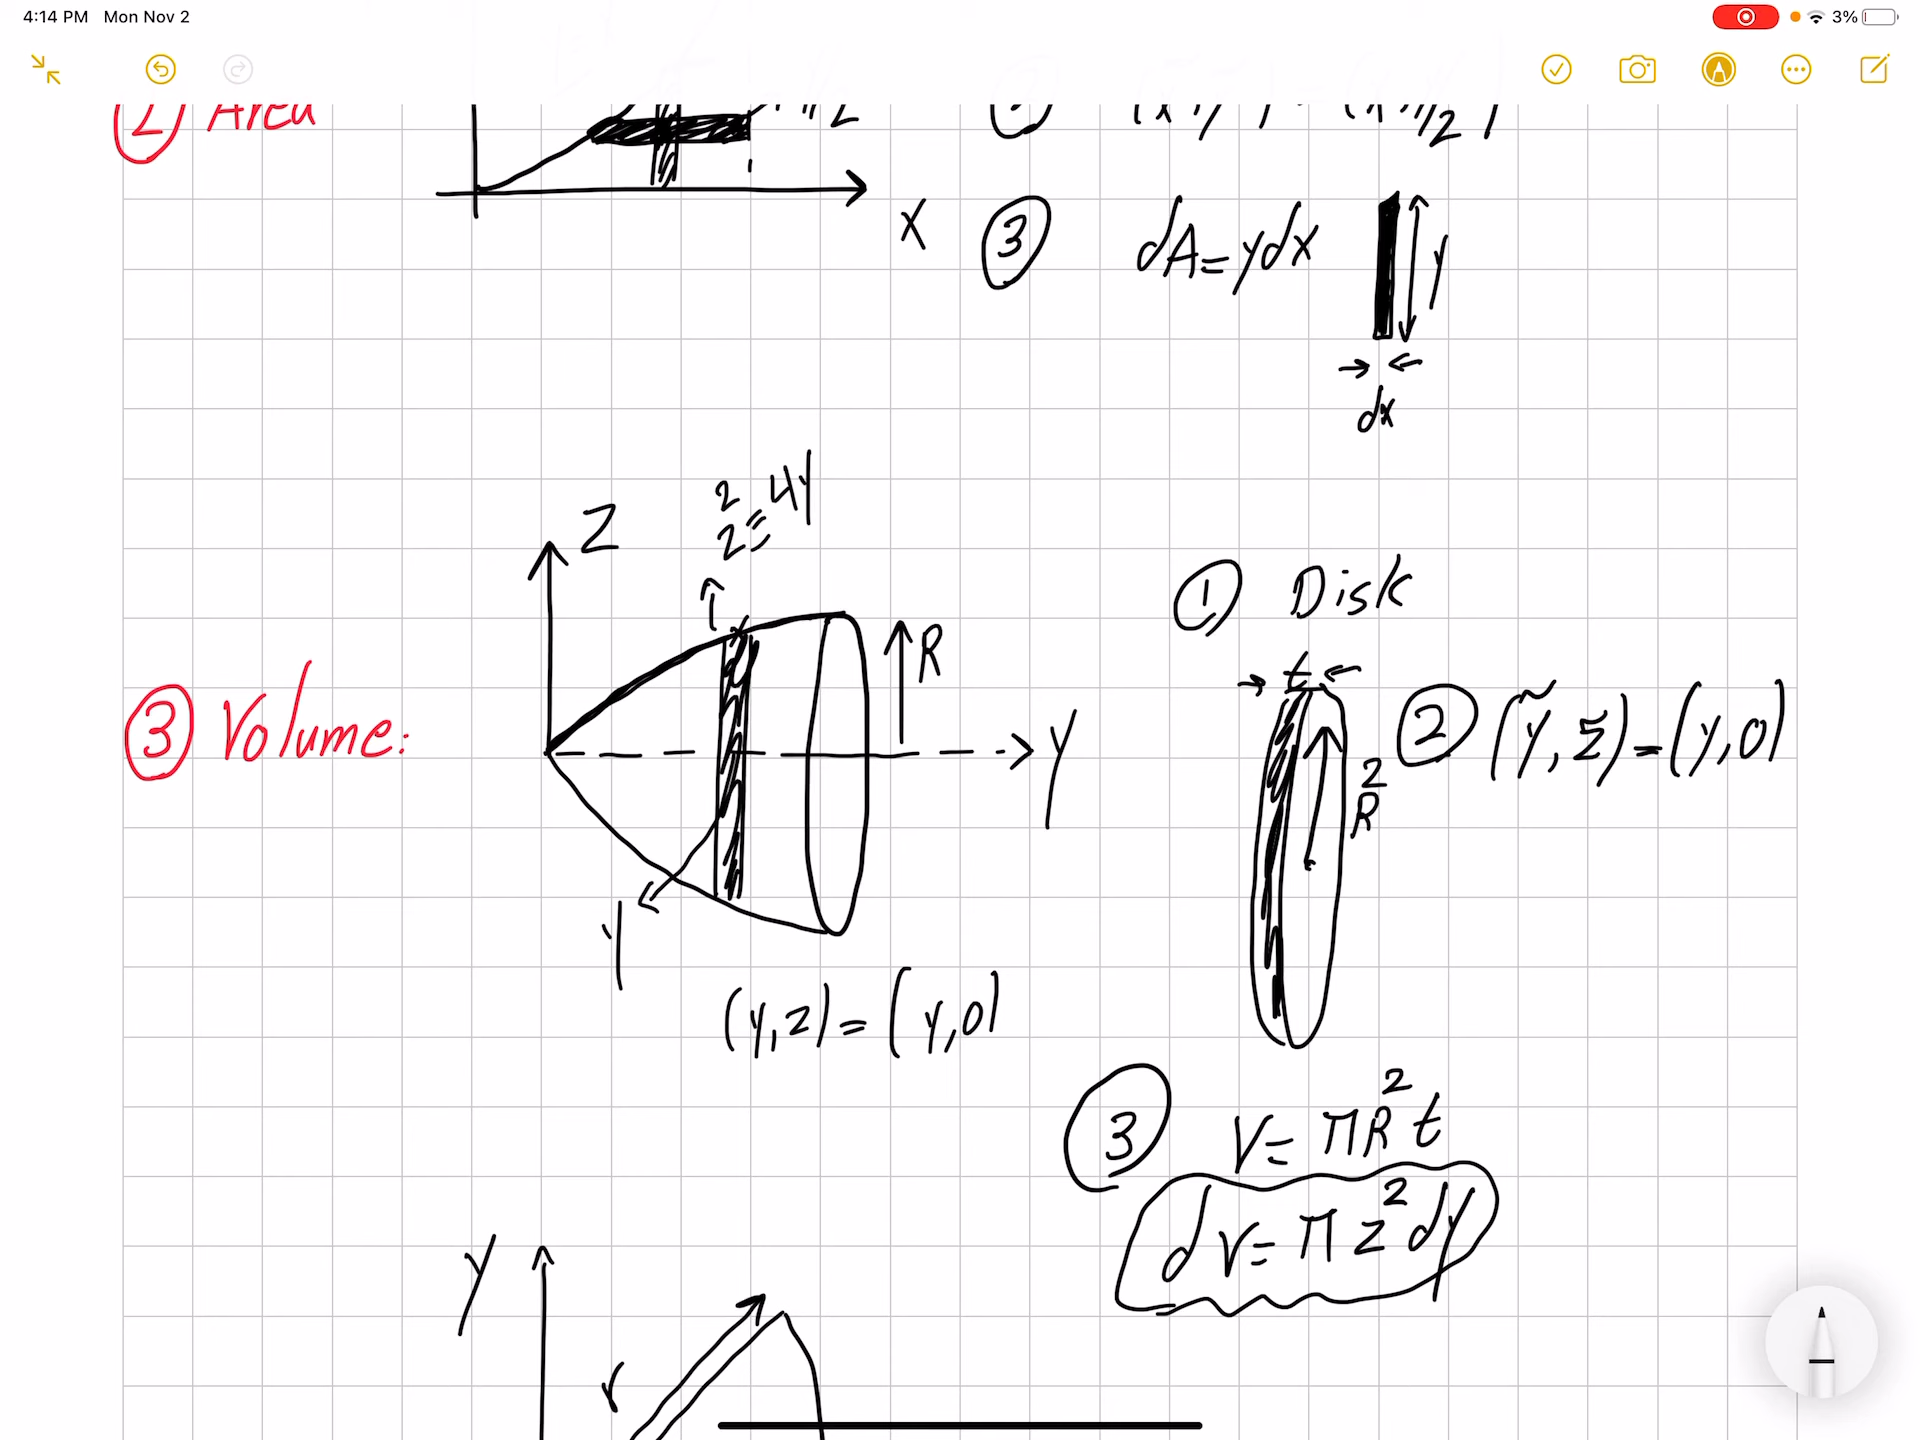 4:14 PM Mon Nov 2
3%
② Area
x
③ dA=ydx
y
dx
z²=4y
Z
① Disk
R
t
③ Volume:
Y
② (ỹ, z̃)=(y,0)
R²
Y
(y,z)=(y,0)
③ V=πR²t
dv=πz²dy
Y
r